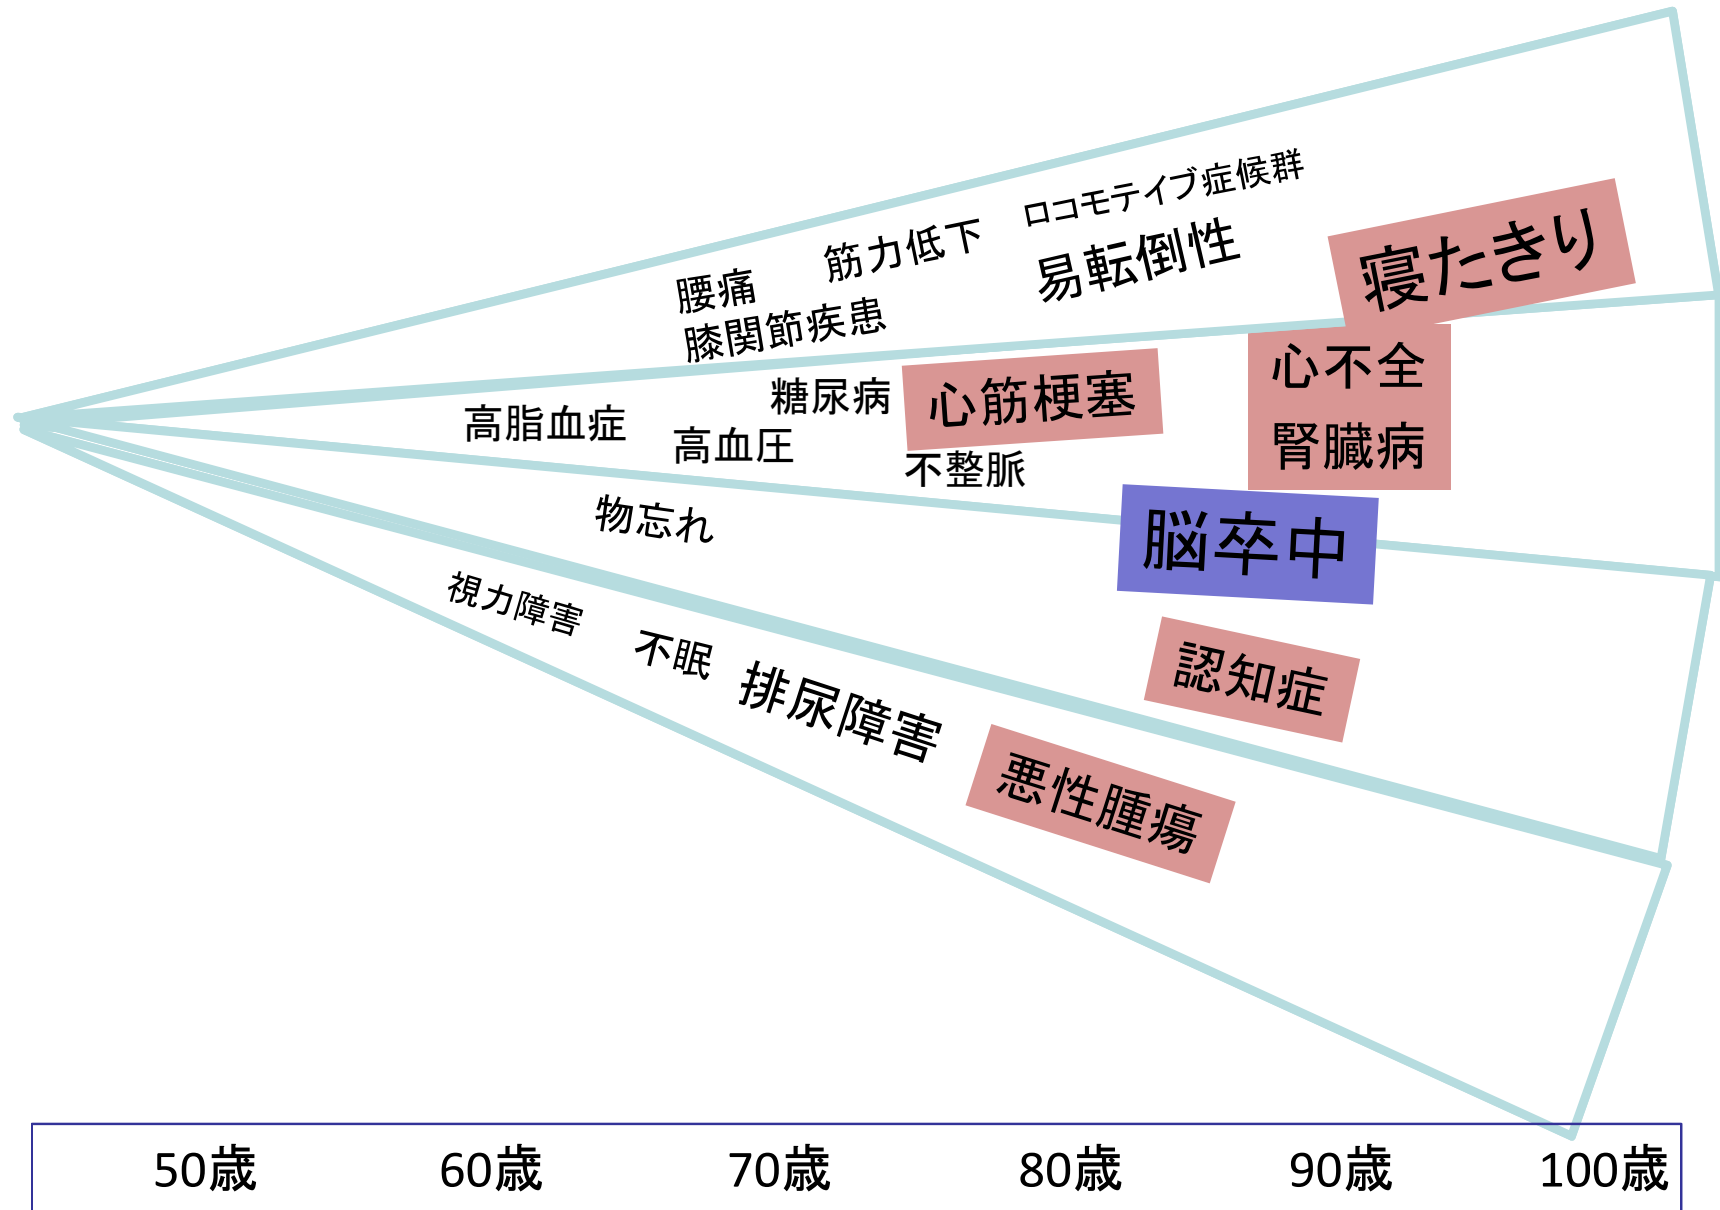 ロコモテイブ症候群
筋力低下
腰痛
易転倒性
寝たきり
膝関節疾患
糖尿病
心筋梗塞
心不全
高脂血症
高血圧
腎臓病
不整脈
物忘れ
脳卒中
視力障害
不眠
排尿障害
認知症
悪性腫瘍
50歳
60歳
70歳
80歳
90歳
100歳